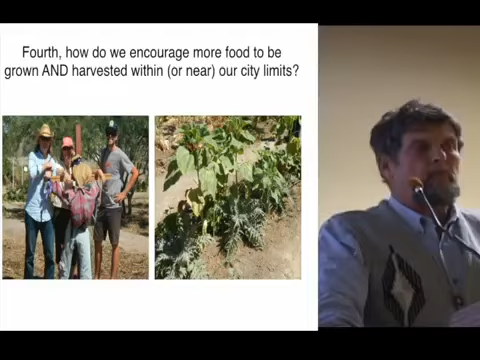 Fourth, how do we encourage more food to be
grown AND harvested within (or near) our city limits?